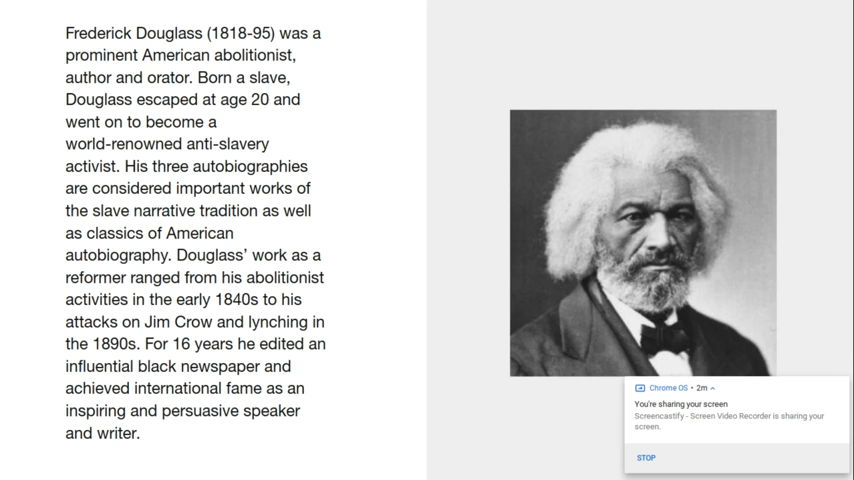 Frederick Douglass (1818-95) was a
prominent American abolitionist,
author and orator. Born a slave,
Douglass escaped at age 20 and
went on to become a
world-renowned anti-slavery
activist. His three autobiographies
are considered important works of
the slave narrative tradition as well
as classics of American
autobiography. Douglass’ work as a
reformer ranged from his abolitionist
activities in the early 1840s to his
attacks on Jim Crow and lynching in
the 1890s. For 16 years he edited an
influential black newspaper and
achieved international fame as an
inspiring and persuasive speaker
and writer.
Chrome OS • 2m
You're sharing your screen
Screencastify - Screen Video Recorder is sharing your
screen.
STOP